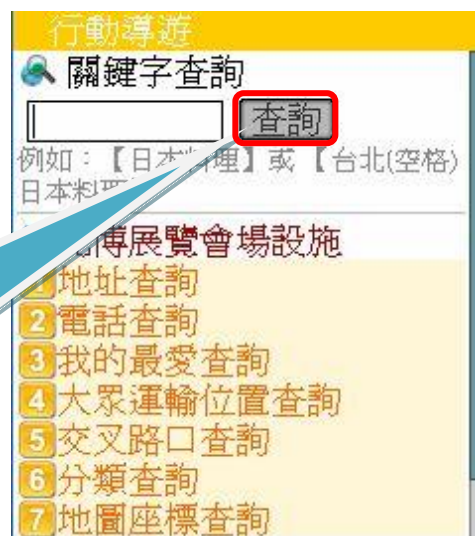 行動導遊
關鍵字查詢
查詢
例如：【日本料理】或【台北(空格)
日本料
博展覽會場設施
地址查詢
2電話查詢
3我的最愛查詢
4大眾運輸位置查詢
5交叉路口查詢
6分類查詢
7地圖座標查詢